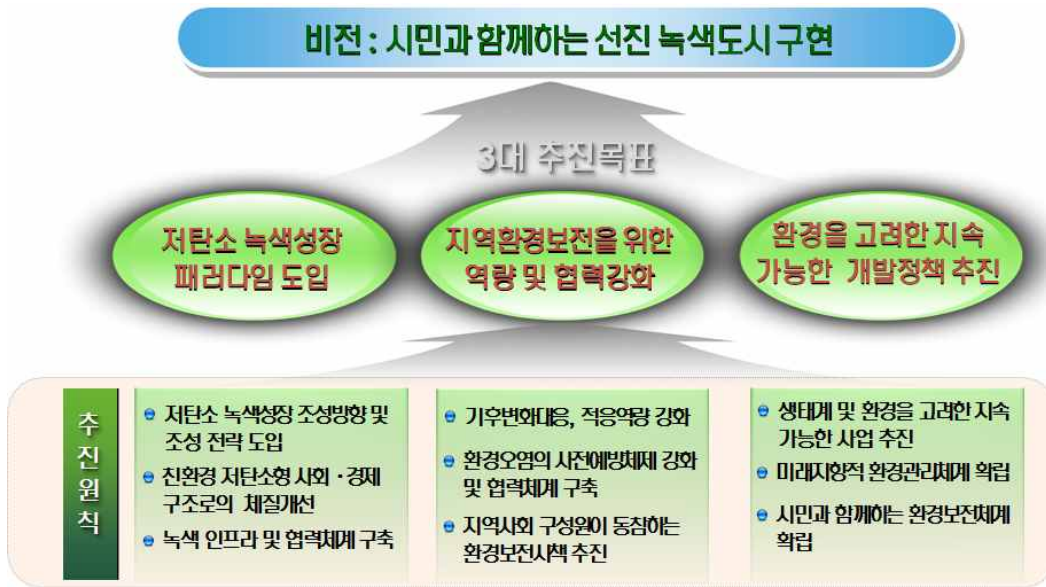 비전 : 시민과 함께하는 선진 녹색도시 구현
3대 추진목표
저탄소 녹색성장
패러다임 도입
지역환경보전을 위한
역량 및 협력강화
환경을 고려한 지속
가능한 개발정책 추진
추진원칙
저탄소 녹색성장 조성방향 및
조성 전략 도입
친환경 저탄소형 사회·경제
구조로의 체질개선
녹색 인프라 및 협력체계 구축
기후변화대응, 적응역량 강화
환경오염의 사전예방체제 강화
및 협력체계 구축
지역사회 구성원이 동참하는
환경보전시책 추진
생태계 및 환경을 고려한 지속
가능한 사업 추진
미래지향적 환경관리체계 확립
시민과 함께하는 환경보전체계
확립